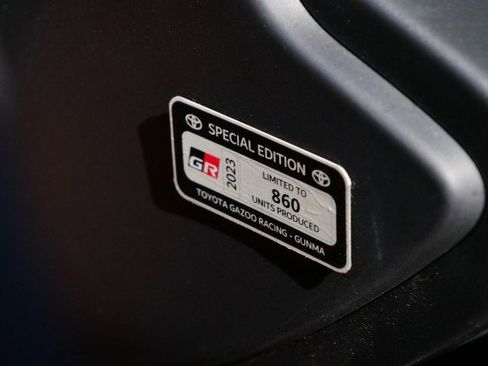 SPECIAL EDITION
GR
2023
LIMITED TO
860
UNITS PRODUCED
TOYOTA GAZOO RACING - GUNMA